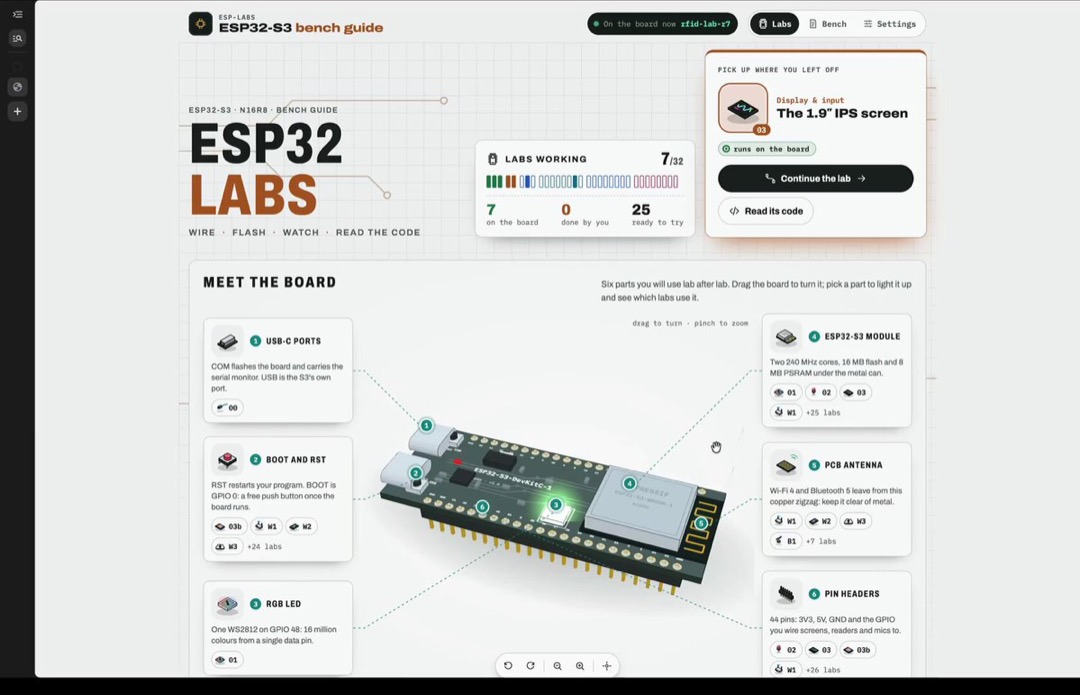 ESP-LABS
ESP32-S3 bench guide
On the board now rfid-lab-r7
Labs
Bench
Settings
ESP32-S3 · N16R8 · BENCH GUIDE
ESP32
LABS
WIRE · FLASH · WATCH · READ THE CODE
LABS WORKING 7/32
7 0 25
on the board done by you ready to try
PICK UP WHERE YOU LEFT OFF
Display & input
The 1.9" IPS screen
03
runs on the board
Continue the lab →
Read its code
MEET THE BOARD
Six parts you will use lab after lab. Drag the board to turn it; pick a part to light it up
and see which labs use it.
drag to turn · pinch to zoom
1 USB-C PORTS
COM flashes the board and carries the
serial monitor. USB is the S3's own
port.
00
2 BOOT AND RST
RST restarts your program. BOOT is
GPIO 0: a free push button once the
board runs.
03b W1 W2
W3 +24 labs
3 RGB LED
One WS2812 on GPIO 48: 16 million
colours from a single data pin.
01
1
2
3
4
5
6
ESP32-S3-DevKitC-1
4 ESP32-S3 MODULE
Two 240 MHz cores, 16 MB flash and 8
MB PSRAM under the metal can.
01 02 03
W1 +25 labs
5 PCB ANTENNA
Wi-Fi 4 and Bluetooth 5 leave from this
copper zigzag: keep it clear of metal.
W1 W2 W3
B1 +7 labs
6 PIN HEADERS
44 pins: 3V3, 5V, GND and the GPIO
you wire screens, readers and mics to.
02 03 03b
W1 +26 labs